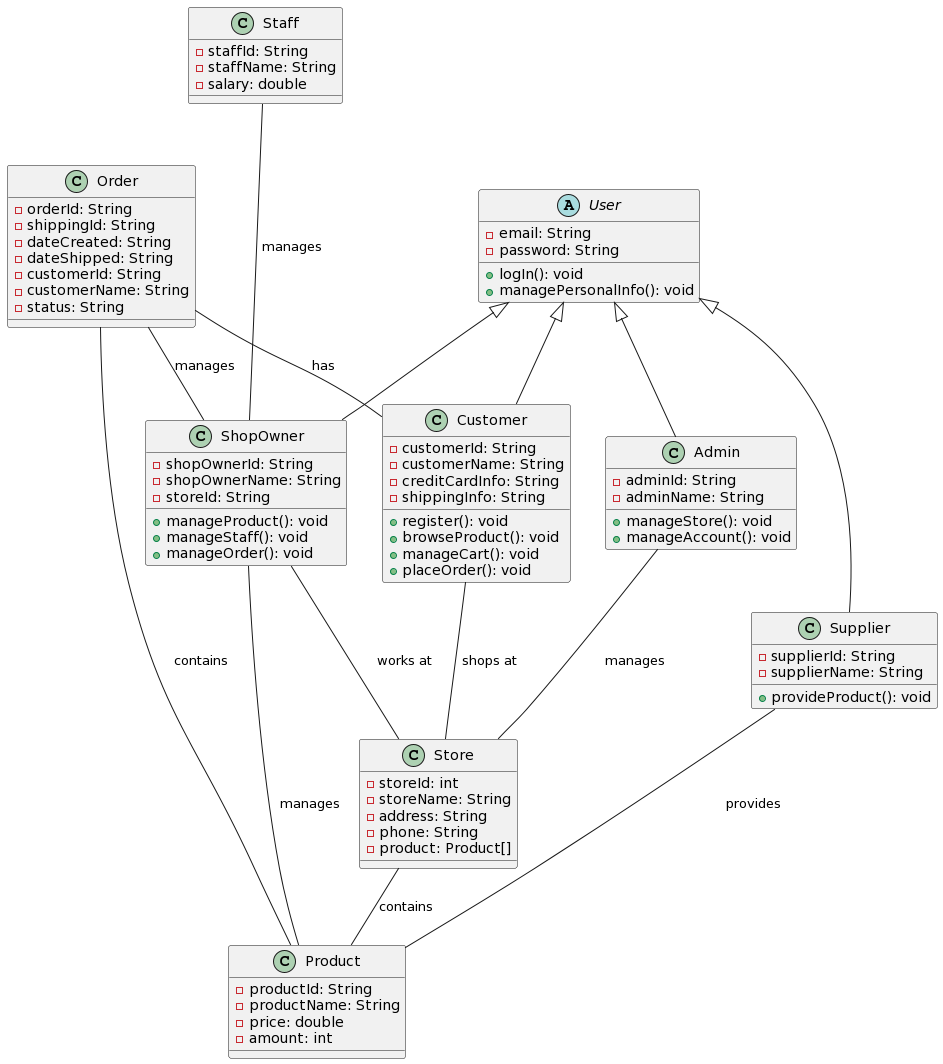 C Staff
staffId: String
staffName: String
salary: double
C Order
orderId: String
shippingId: String
dateCreated: String
dateShipped: String
customerId: String
customerName: String
status: String
A User
email: String
password: String
logIn(): void
managePersonalInfo(): void
manages
manages
has
C ShopOwner
shopOwnerId: String
shopOwnerName: String
storeId: String
manageProduct(): void
manageStaff(): void
manageOrder(): void
C Customer
customerId: String
customerName: String
creditCardInfo: String
shippingInfo: String
register(): void
browseProduct(): void
manageCart(): void
placeOrder(): void
C Admin
adminId: String
adminName: String
manageStore(): void
manageAccount(): void
C Supplier
supplierId: String
supplierName: String
provideProduct(): void
contains
works at
shops at
manages
C Store
storeId: int
storeName: String
address: String
phone: String
product: Product[]
manages
provides
contains
C Product
productId: String
productName: String
price: double
amount: int